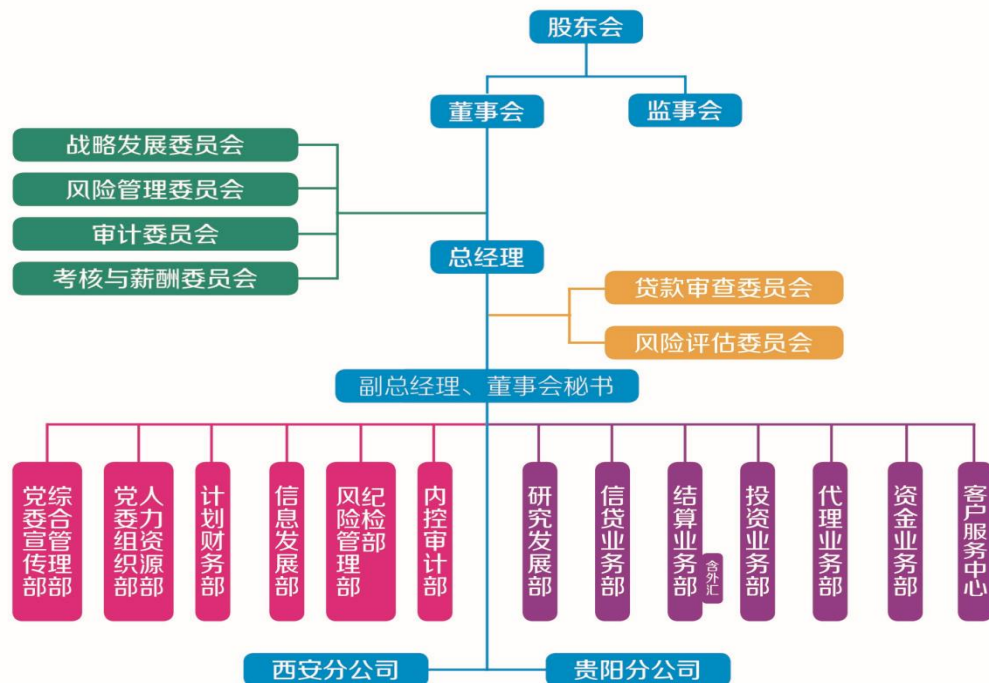 股东会
董事会
监事会
战略发展委员会
风险管理委员会
审计委员会
考核与薪酬委员会
总经理
贷款审查委员会
风险评估委员会
副总经理、董事会秘书
综合管理部
党委宣传部
人力资源部
党委组织部
计划财务部
信息发展部
纪检部
风险管理部
内控审计部
研究发展部
信贷业务部
结算业务部
含外汇
投资业务部
代理业务部
资金业务部
客户服务中心
西安分公司
贵阳分公司